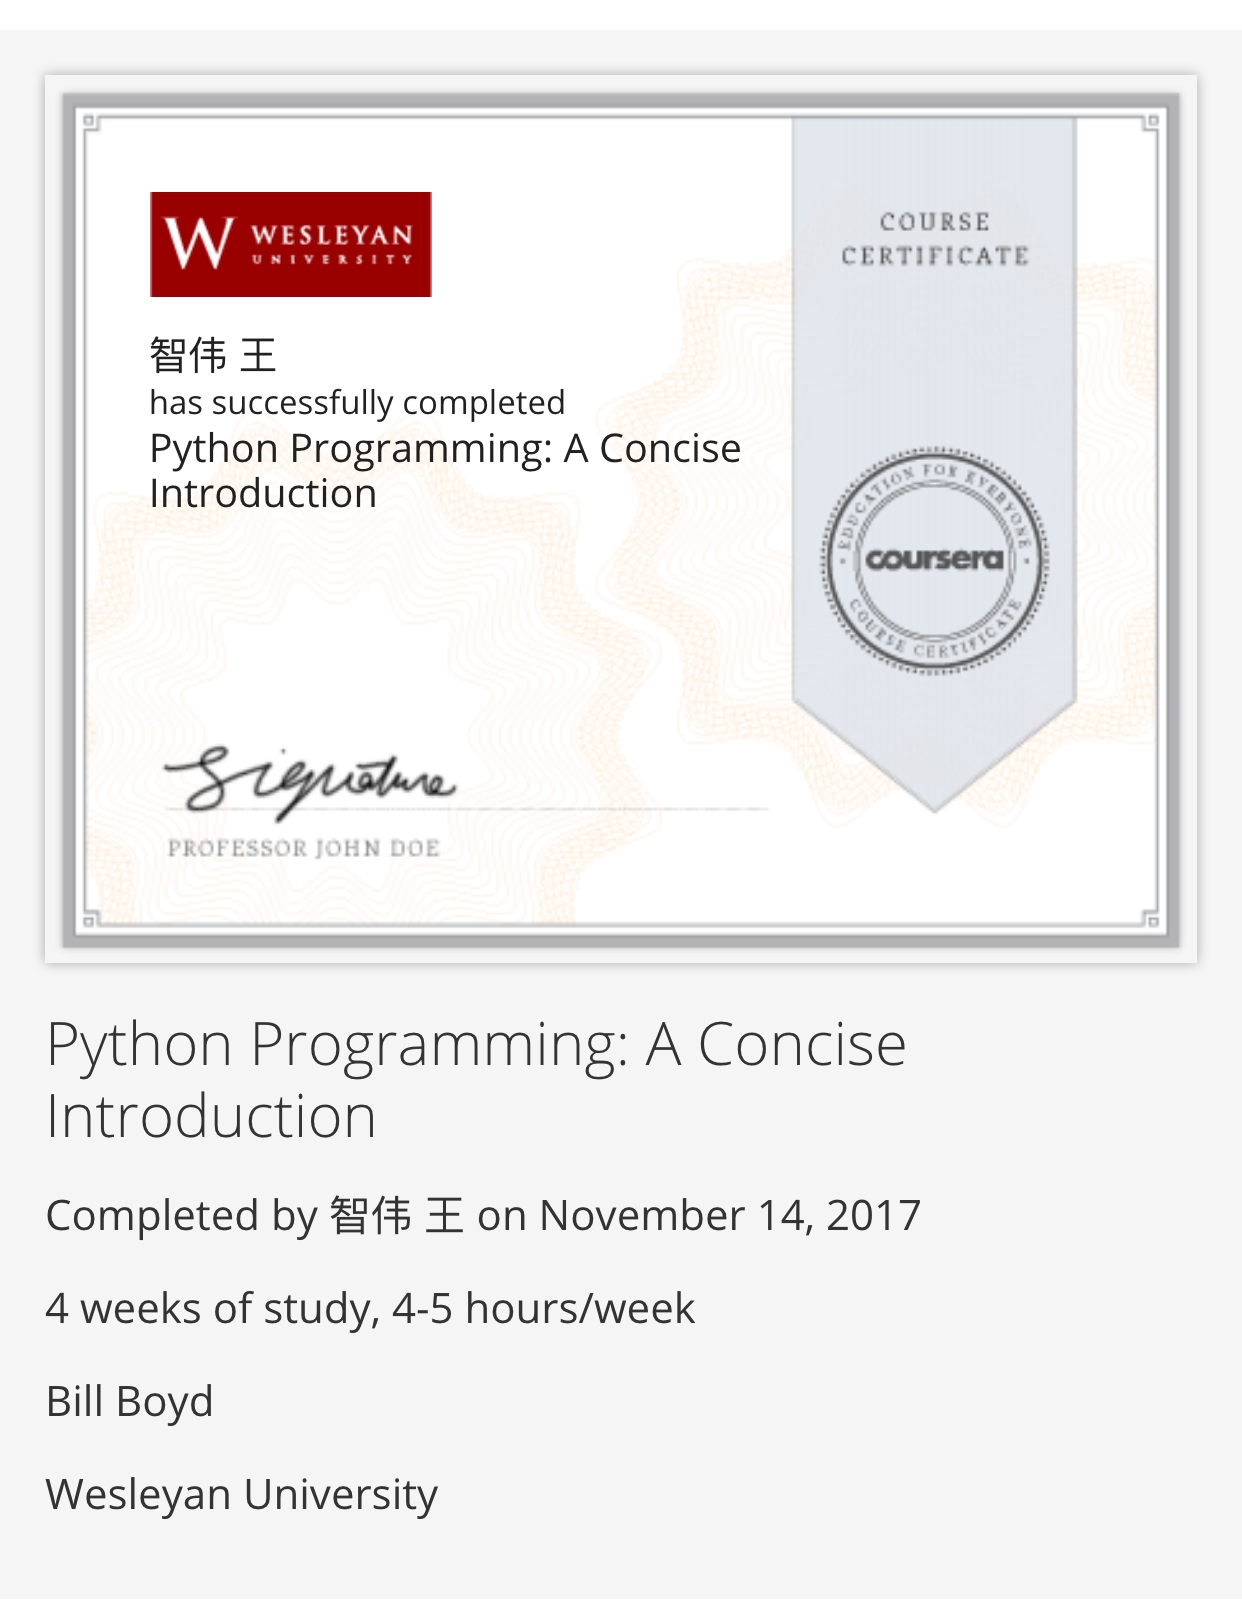 WESLEYAN
UNIVERSITY
智伟 王
has successfully completed
Python Programming: A Concise
Introduction
COURSE
CERTIFICATE
EDUCATION FOR EVERYONE
coursera
COURSE CERTIFICATE
Signature
PROFESSOR JOHN DOE
Python Programming: A Concise
Introduction
Completed by 智伟 王 on November 14, 2017
4 weeks of study, 4-5 hours/week
Bill Boyd
Wesleyan University